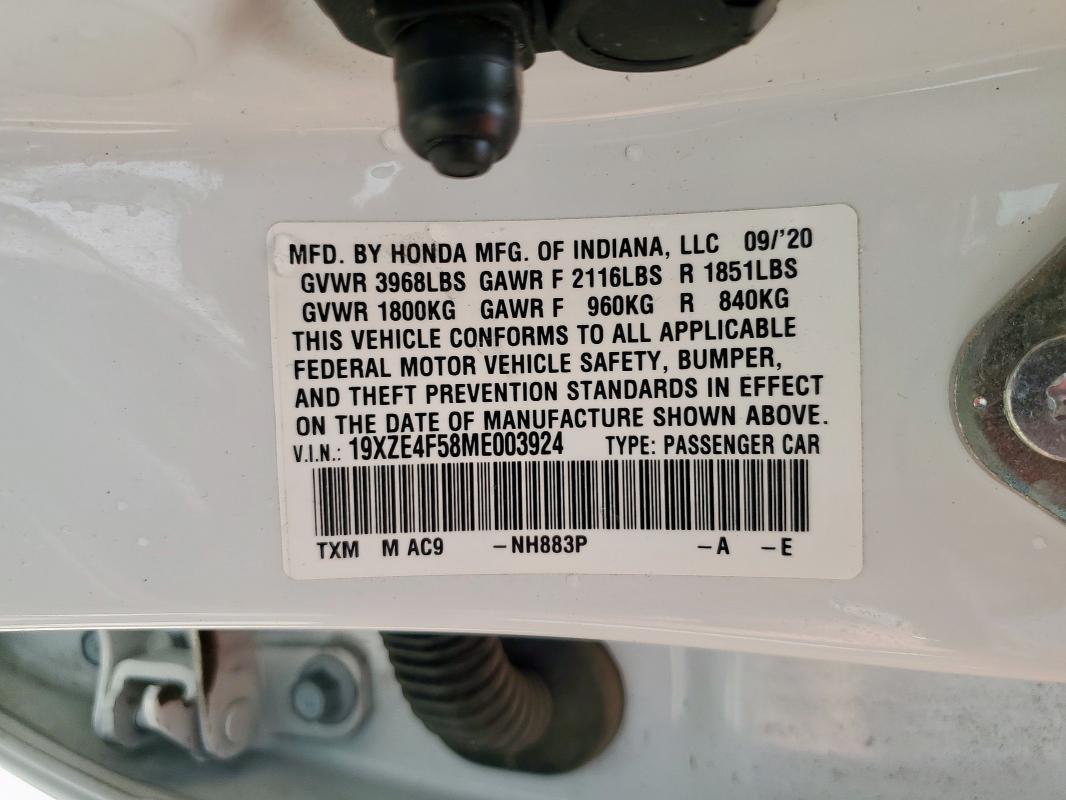 MFD. BY HONDA MFG. OF INDIANA, LLC 09/'20
GVWR 3968LBS GAWR F 2116LBS R 1851LBS
GVWR 1800KG GAWR F 960KG R 840KG
THIS VEHICLE CONFORMS TO ALL APPLICABLE
FEDERAL MOTOR VEHICLE SAFETY, BUMPER,
AND THEFT PREVENTION STANDARDS IN EFFECT
ON THE DATE OF MANUFACTURE SHOWN ABOVE.
V.I.N.: 19XZE4F58ME003924 TYPE: PASSENGER CAR
TXM M AC9 –NH883P –A –E